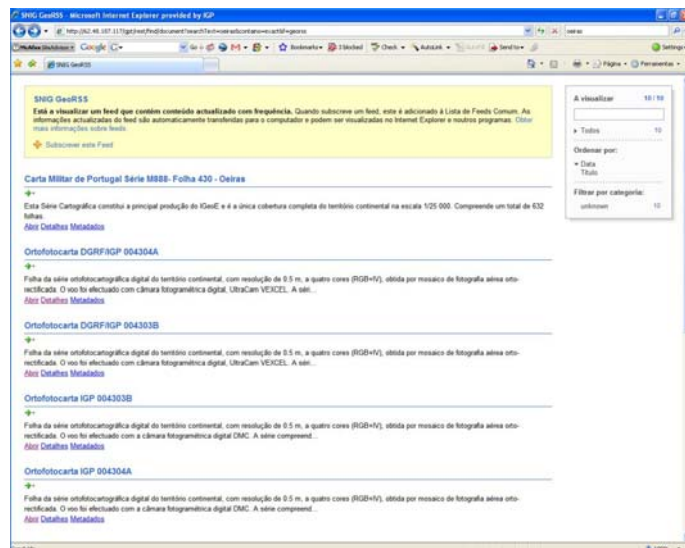 SNIG GeoRSS - Microsoft Internet Explorer provided by IGP
Google
Go
Bookmarks
Check
AutoLink
Send to
Settings
oeiras
SNIG GeoRSS
Página
Ferramentas
SNIG GeoRSS
Está a visualizar um feed que contém conteúdo actualizado com frequência. Quando subscreve um feed, este é adicionado à Lista de Feeds Comum. As
informações actualizadas do feed são automaticamente transferidas para o computador e podem ser visualizadas no Internet Explorer e noutros programas. Obter
mais informações sobre feeds.
Subscrever este Feed
A visualizar 10 / 10
Todos 10
Ordenar por:
Data
Título
Filtrar por categoria:
unknown 10
Carta Militar de Portugal Série M888- Folha 430 - Oeiras
Esta Série Cartográfica constitui a principal produção do IGeoE e é a única cobertura completa do território continental na escala 1/25 000. Compreende um total de 632
folhas.
Abrir Detalhes Metadados
Ortofotocarta DGRF/IGP 004304A
Folha da série ortofotocartográfica digital do território continental, com resolução de 0.5 m, a quatro cores (RGB+IV), obtida por mosaico de fotografia aérea orto-
rectificada. O voo foi efectuado com câmara fotogramétrica digital, UltraCam VEXCEL. A séri...
Abrir Detalhes Metadados
Ortofotocarta DGRF/IGP 004303B
Folha da série ortofotocartográfica digital do território continental, com resolução de 0.5 m, a quatro cores (RGB+IV), obtida por mosaico de fotografia aérea orto-
rectificada. O voo foi efectuado com câmara fotogramétrica digital, UltraCam VEXCEL. A séri...
Abrir Detalhes Metadados
Ortofotocarta IGP 004303B
Folha da série ortofotocartográfica digital do território continental, com resolução de 0.5 m, a quatro cores (RGB+IV), obtida por mosaico de fotografia aérea orto-
rectificada. O voo foi efectuado com a câmara fotogramétrica digital DMC. A série compreend...
Abrir Detalhes Metadados
Ortofotocarta IGP 004304A
Folha da série ortofotocartográfica digital do território continental, com resolução de 0.5 m, a quatro cores (RGB+IV), obtida por mosaico de fotografia aérea orto-
rectificada. O voo foi efectuado com a câmara fotogramétrica digital DMC. A série compreend...
Abrir Detalhes Metadados